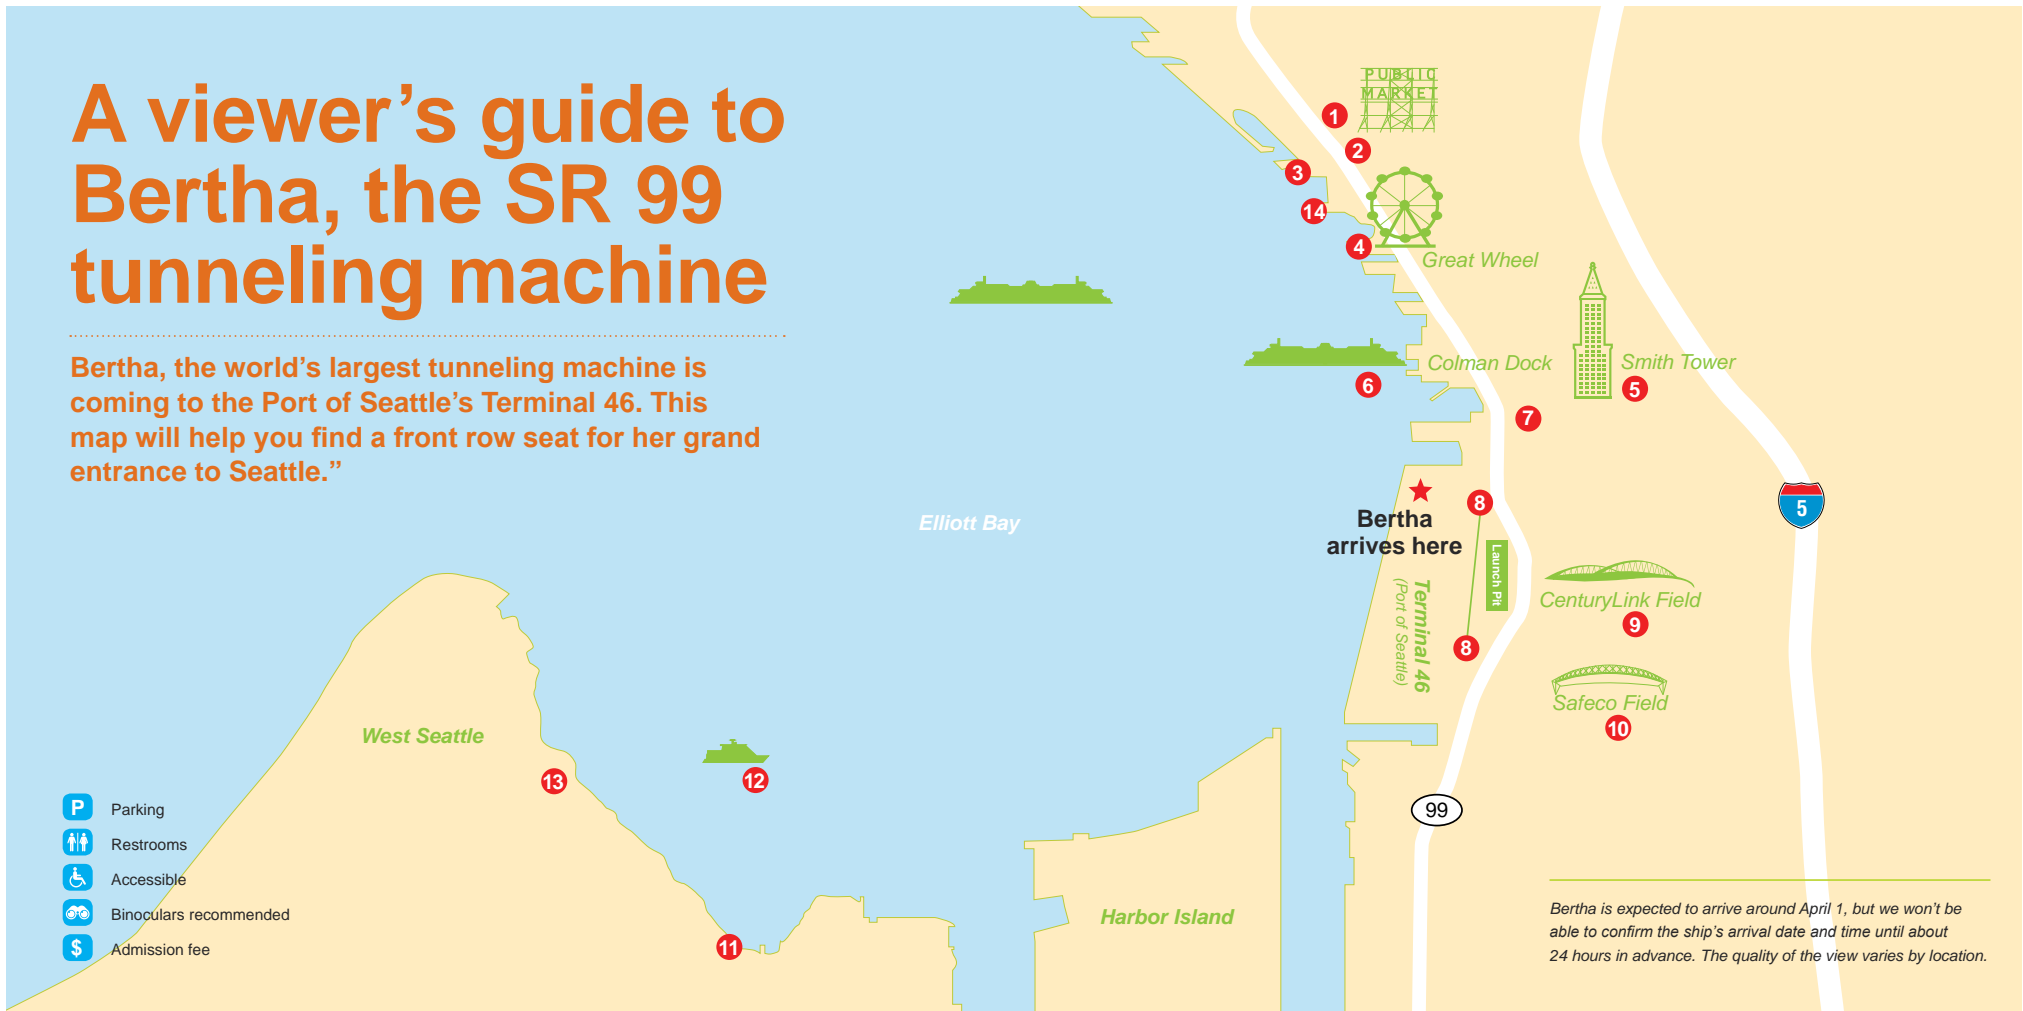 A viewer’s guide to
Bertha, the SR 99
tunneling machine
Bertha, the world’s largest tunneling machine is
coming to the Port of Seattle’s Terminal 46. This
map will help you find a front row seat for her grand
entrance to Seattle.”
PUBLIC
MARKET
1
2
3
14
4
Great Wheel
Colman Dock
Smith Tower
5
6
7
5
Elliott Bay
8
Bertha
arrives here
Launch Pit
Terminal 46
(Port of Seattle)
8
CenturyLink Field
9
Safeco Field
10
99
West Seattle
13
12
11
Harbor Island
P Parking
Restrooms
Accessible
Binoculars recommended
$ Admission fee
Bertha is expected to arrive around April 1, but we won’t be
able to confirm the ship’s arrival date and time until about
24 hours in advance. The quality of the view varies by location.